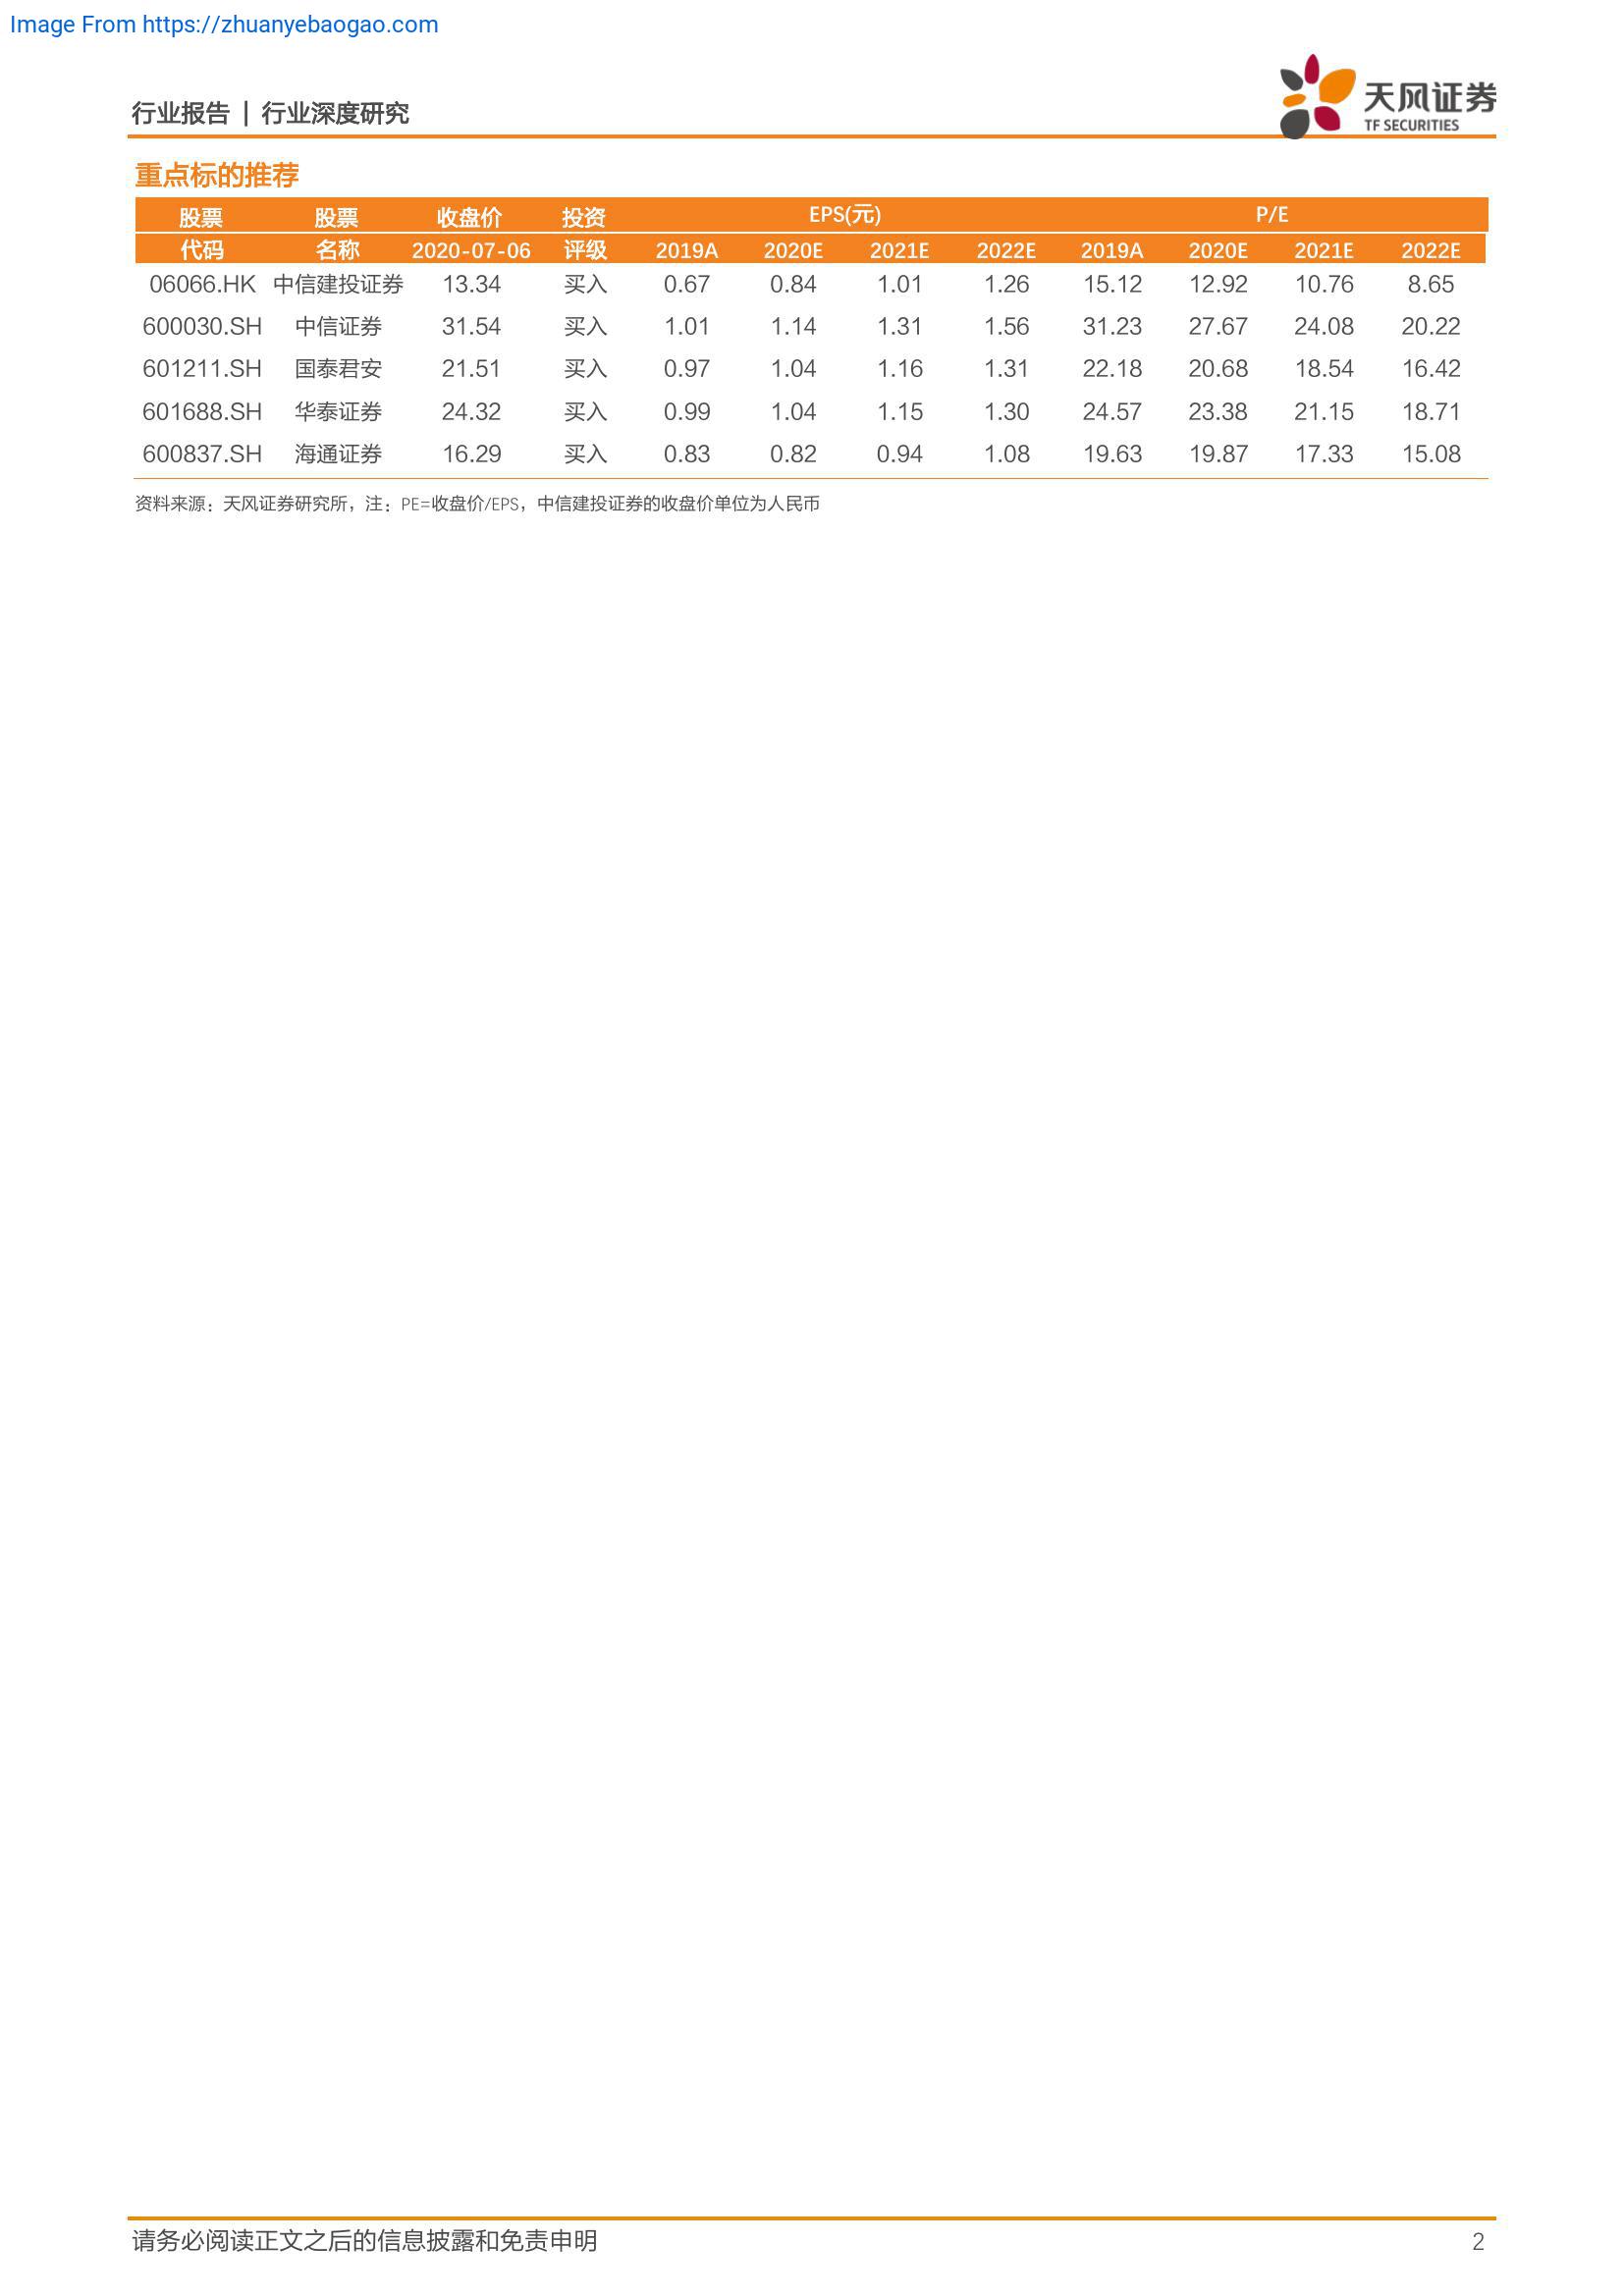 Image From https://zhuanyebaogao.com
行业报告 | 行业深度研究
天风证券
TF SECURITIES
重点标的推荐
股票 股票 收盘价 投资 EPS(元) P/E
代码 名称 2020-07-06 评级 2019A 2020E 2021E 2022E 2019A 2020E 2021E 2022E
06066.HK 中信建投证券 13.34 买入 0.67 0.84 1.01 1.26 15.12 12.92 10.76 8.65
600030.SH 中信证券 31.54 买入 1.01 1.14 1.31 1.56 31.23 27.67 24.08 20.22
601211.SH 国泰君安 21.51 买入 0.97 1.04 1.16 1.31 22.18 20.68 18.54 16.42
601688.SH 华泰证券 24.32 买入 0.99 1.04 1.15 1.30 24.57 23.38 21.15 18.71
600837.SH 海通证券 16.29 买入 0.83 0.82 0.94 1.08 19.63 19.87 17.33 15.08
资料来源：天风证券研究所，注：PE=收盘价/EPS，中信建投证券的收盘价单位为人民币
请务必阅读正文之后的信息披露和免责申明 2